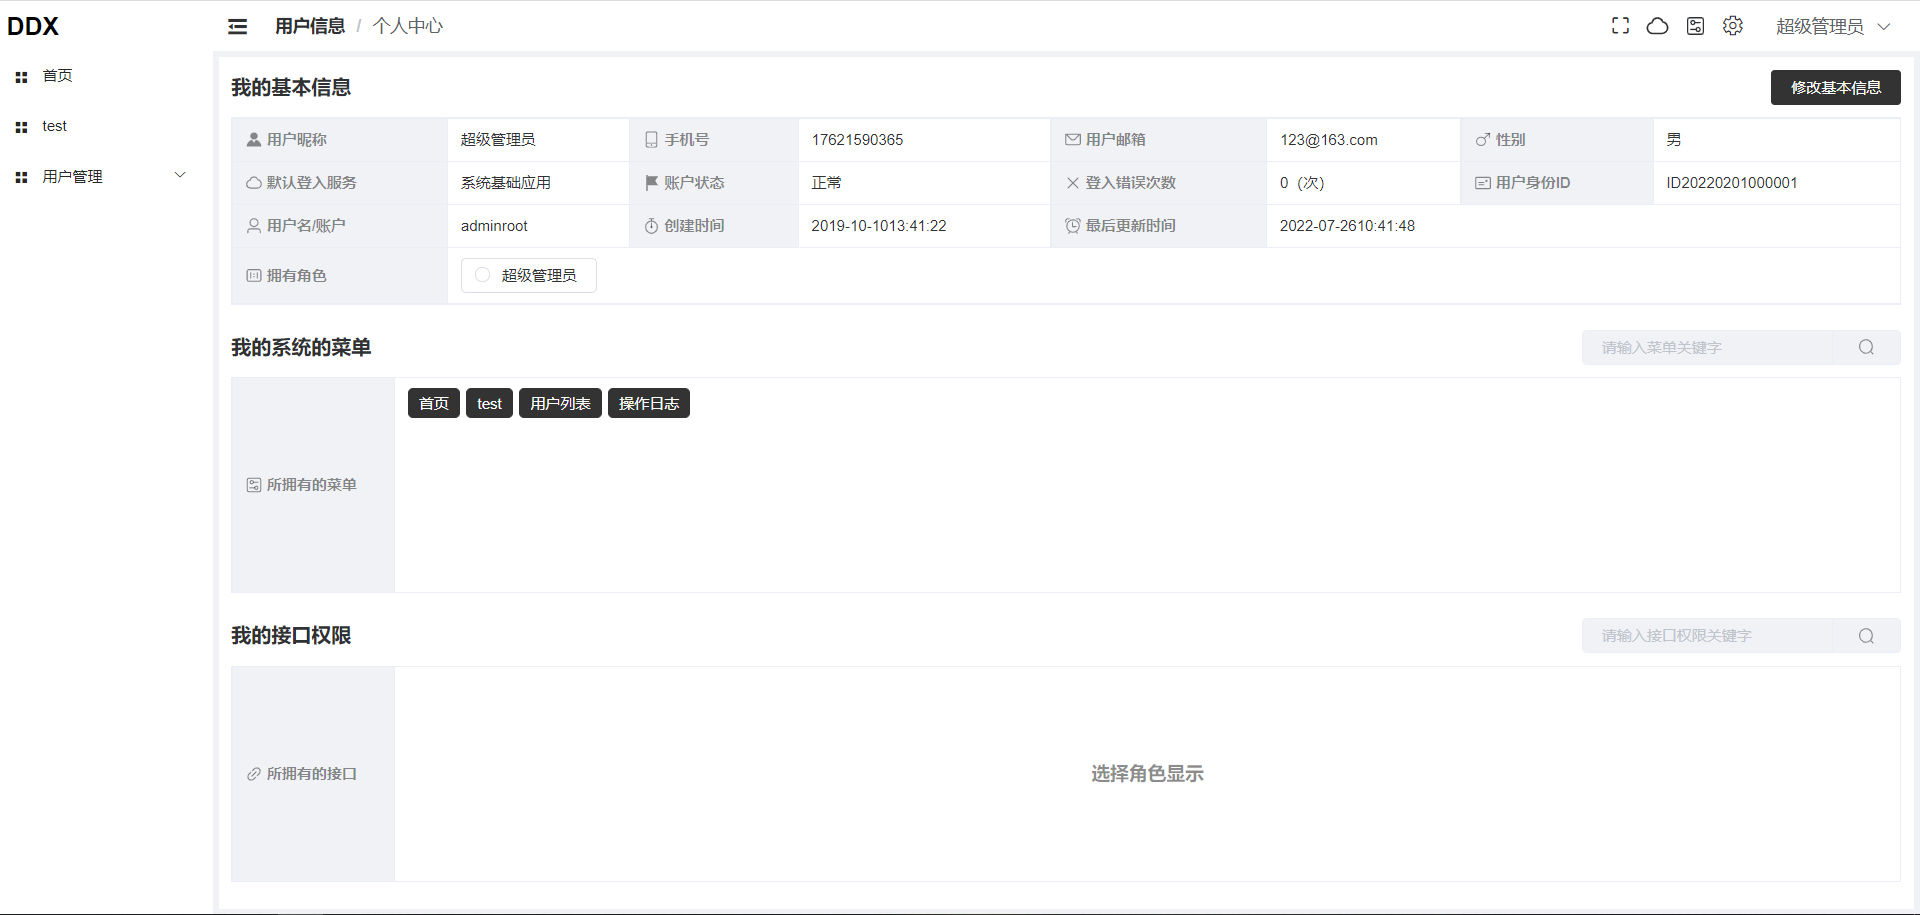 DDX
用户信息 / 个人中心
超级管理员
首页
test
用户管理
我的基本信息
修改基本信息
用户昵称 超级管理员 手机号 17621590365 用户邮箱 123@163.com 性别 男
默认登入服务 系统基础应用 账户状态 正常 登入错误次数 0（次） 用户身份ID ID20220201000001
用户名/账户 adminroot 创建时间 2019-10-1013:41:22 最后更新时间 2022-07-2610:41:48
拥有角色 超级管理员
我的系统的菜单
请输入菜单关键字
首页 test 用户列表 操作日志
所拥有的菜单
我的接口权限
请输入接口权限关键字
所拥有的接口
选择角色显示